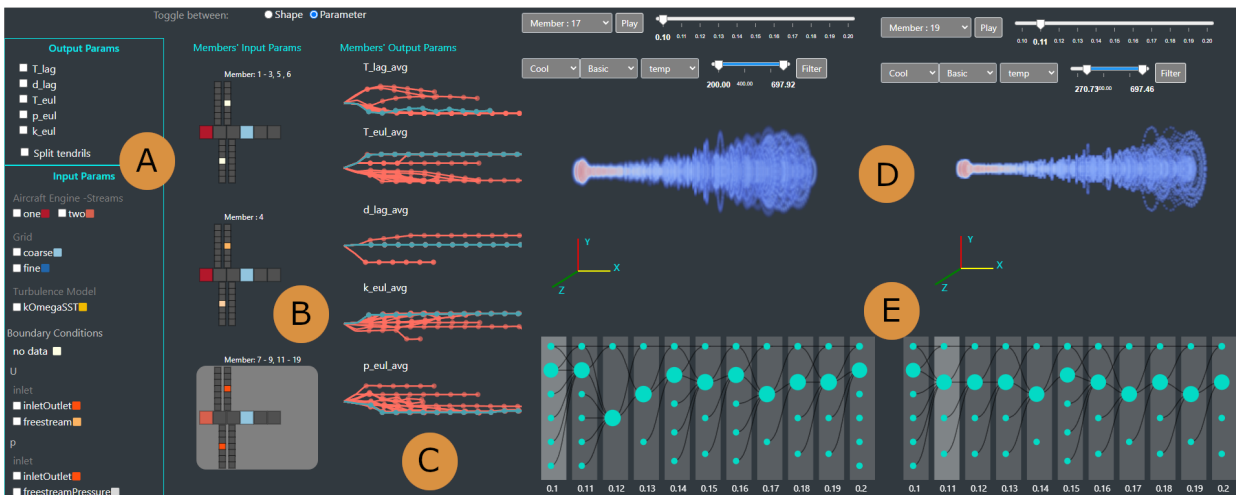 Toggle between:
Shape
Parameter
Output Params
T_lag
d_lag
T_eul
p_eul
k_eul
Split tendrils
A
Input Params
Aircraft Engine -Streams
one
two
Grid
coarse
fine
Turbulence Model
kOmegaSST
Boundary Conditions
no data
U
inlet
inletOutlet
freestream
p
inlet
inletOutlet
freestreamPressure
Members' Input Params
Member: 1 - 3, 5 , 6
Member : 4
B
Member: 7 - 9, 11 - 19
Members' Output Params
T_lag_avg
T_eul_avg
d_lag_avg
k_eul_avg
p_eul_avg
C
Member : 17
Play
0.10 0.11 0.12 0.13 0.14 0.15 0.16 0.17 0.18 0.19 0.20
Cool
Basic
temp
Filter
200.00 400.00 697.92
Y
X
Z
0.1 0.11 0.12 0.13 0.14 0.15 0.16 0.17 0.18 0.19 0.2
D
E
Member : 19
Play
0.10 0.11 0.12 0.13 0.14 0.15 0.16 0.17 0.18 0.19 0.20
Cool
Basic
temp
Filter
270.73 697.46
Y
X
Z
0.1 0.11 0.12 0.13 0.14 0.15 0.16 0.17 0.18 0.19 0.2